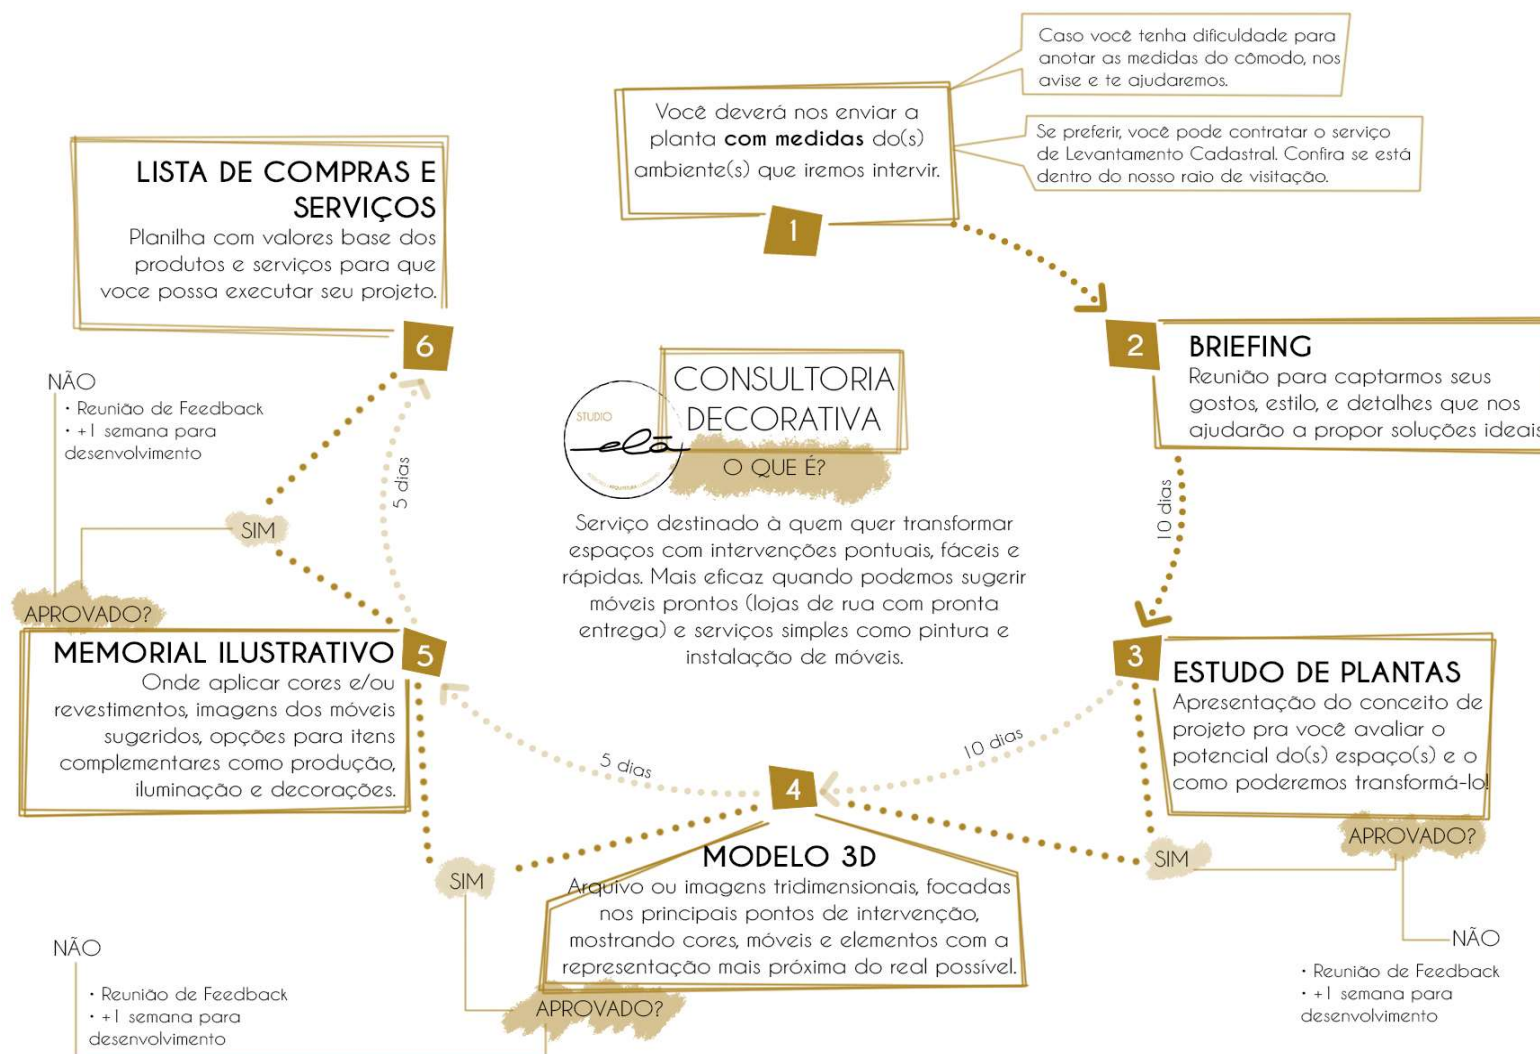 Caso você tenha dificuldade para
anotar as medidas do cômodo, nos
avise e te ajudaremos.
Você deverá nos enviar a
planta com medidas do(s)
ambiente(s) que iremos intervir.
Se preferir, você pode contratar o serviço
de Levantamento Cadastral. Confira se está
dentro do nosso raio de visitação.
1
2
BRIEFING
Reunião para captarmos seus
gostos, estilo, e detalhes que nos
ajudarão a propor soluções ideais
10 dias
3
ESTUDO DE PLANTAS
Apresentação do conceito de
projeto pra você avaliar o
potencial do(s) espaço(s) e o
como poderemos transformá-lo!
APROVADO?
SIM
NÃO
• Reunião de Feedback
• +1 semana para
desenvolvimento
10 dias
4
MODELO 3D
Arquivo ou imagens tridimensionais, focadas
nos principais pontos de intervenção,
mostrando cores, móveis e elementos com a
representação mais próxima do real possível.
APROVADO?
SIM
NÃO
• Reunião de Feedback
• +1 semana para
desenvolvimento
5 dias
5
MEMORIAL ILUSTRATIVO
Onde aplicar cores e/ou
revestimentos, imagens dos móveis
sugeridos, opções para itens
complementares como produção,
iluminação e decorações.
APROVADO?
SIM
NÃO
• Reunião de Feedback
• +1 semana para
desenvolvimento
5 dias
6
LISTA DE COMPRAS E
SERVIÇOS
Planilha com valores base dos
produtos e serviços para que
voce possa executar seu projeto.
CONSULTORIA
DECORATIVA
STUDIO
elã
O QUE É?
Serviço destinado à quem quer transformar
espaços com intervenções pontuais, fáceis e
rápidas. Mais eficaz quando podemos sugerir
móveis prontos (lojas de rua com pronta
entrega) e serviços simples como pintura e
instalação de móveis.